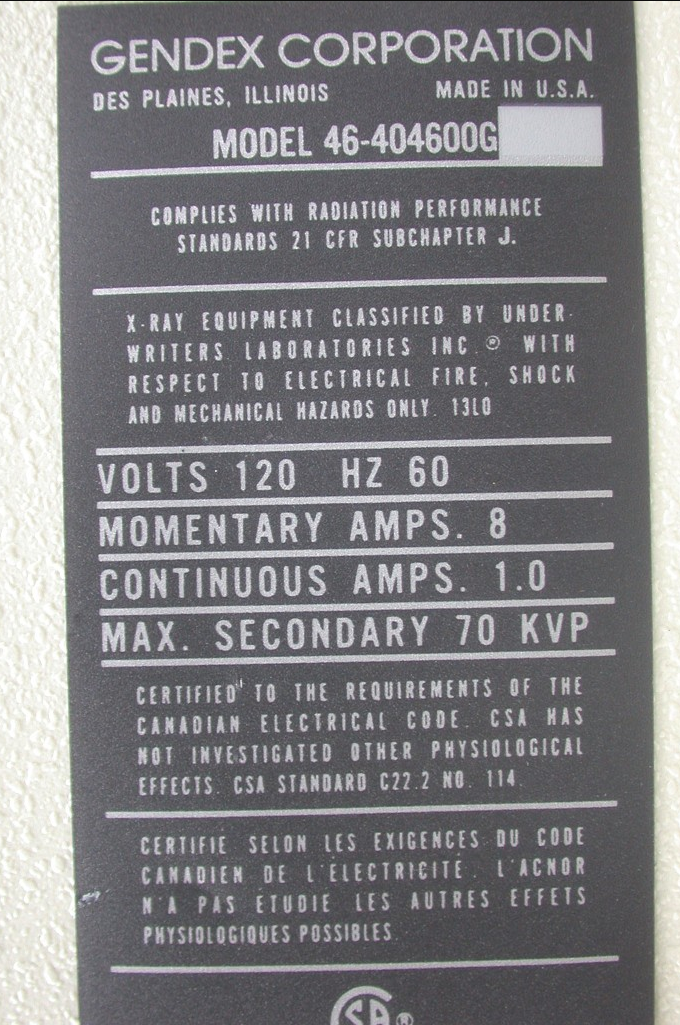 GENDEX CORPORATION
DES PLAINES, ILLINOIS MADE IN U.S.A.
MODEL 46-404600G
COMPLIES WITH RADIATION PERFORMANCE
STANDARDS 21 CFR SUBCHAPTER J.
X-RAY EQUIPMENT CLASSIFIED BY UNDER-
WRITERS LABORATORIES INC.® WITH
RESPECT TO ELECTRICAL FIRE, SHOCK
AND MECHANICAL HAZARDS ONLY. 13L0
VOLTS 120 HZ 60
MOMENTARY AMPS. 8
CONTINUOUS AMPS. 1.0
MAX. SECONDARY 70 KVP
CERTIFIED TO THE REQUIREMENTS OF THE
CANADIAN ELECTRICAL CODE. CSA HAS
NOT INVESTIGATED OTHER PHYSIOLOGICAL
EFFECTS. CSA STANDARD C22.2 NO. 114.
CERTIFIE SELON LES EXIGENCES DU CODE
CANADIEN DE L'ÉLECTRICITÉ. L'ACNOR
N'A PAS ETUDIE LES AUTRES EFFETS
PHYSIOLOGIQUES POSSIBLES.
SA®